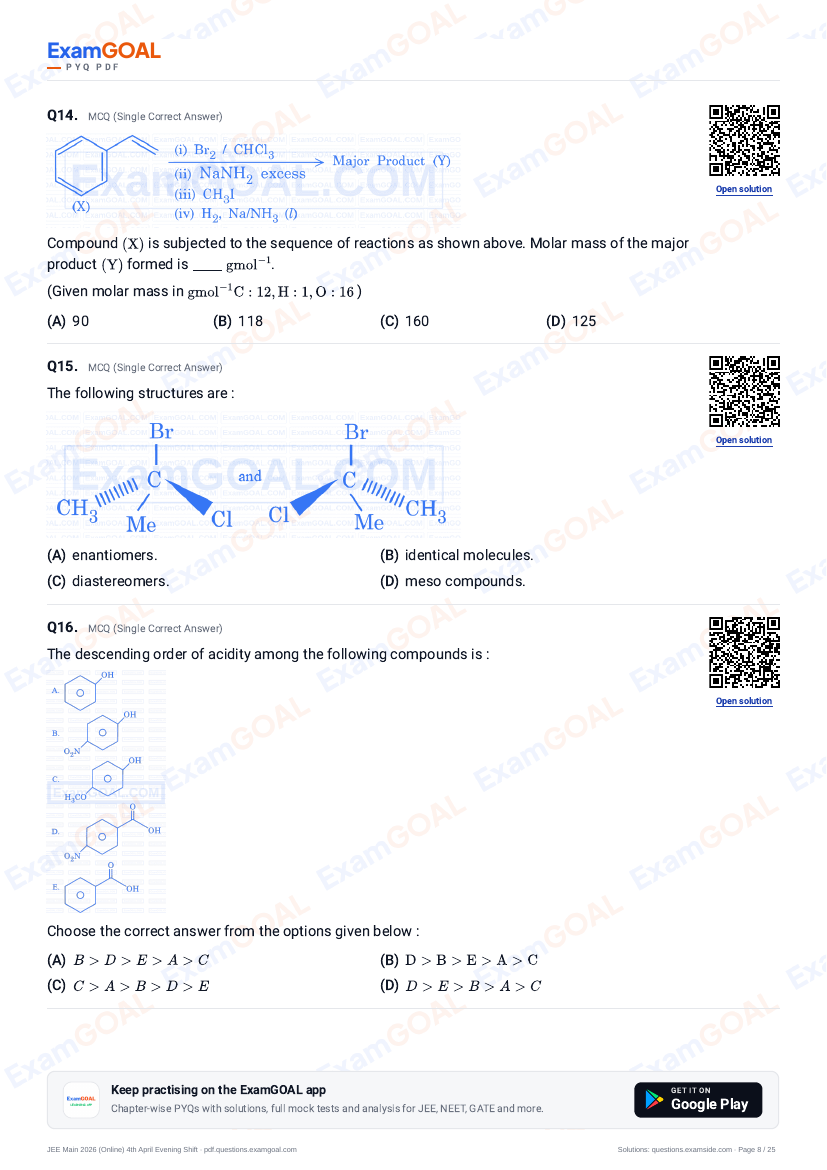 ExamGOAL
PYQ PDF
Q14. MCQ (Single Correct Answer)
Open solution
(i) Br2 / CHCl3
(ii) NaNH2 excess
(iii) CH3I
(iv) H2, Na/NH3 (l)
Major Product (Y)
(X)
Compound (X) is subjected to the sequence of reactions as shown above. Molar mass of the major
product (Y) formed is ____ gmol⁻¹.
(Given molar mass in gmol⁻¹C : 12, H : 1, O : 16 )
(A) 90 (B) 118 (C) 160 (D) 125
Q15. MCQ (Single Correct Answer)
Open solution
The following structures are :
Br Br
C and C
CH3 Me Cl Cl Me CH3
(A) enantiomers. (B) identical molecules.
(C) diastereomers. (D) meso compounds.
Q16. MCQ (Single Correct Answer)
Open solution
The descending order of acidity among the following compounds is :
A. OH
B. OH
O2N
C. OH
H3CO
D. O
OH
O2N
E. O
OH
Choose the correct answer from the options given below :
(A) B > D > E > A > C (B) D > B > E > A > C
(C) C > A > B > D > E (D) D > E > B > A > C
Keep practising on the ExamGOAL app
Chapter-wise PYQs with solutions, full mock tests and analysis for JEE, NEET, GATE and more.
GET IT ON
Google Play
JEE Main 2026 (Online) 4th April Evening Shift · pdf.questions.examgoal.com
Solutions: questions.examside.com · Page 8 / 25